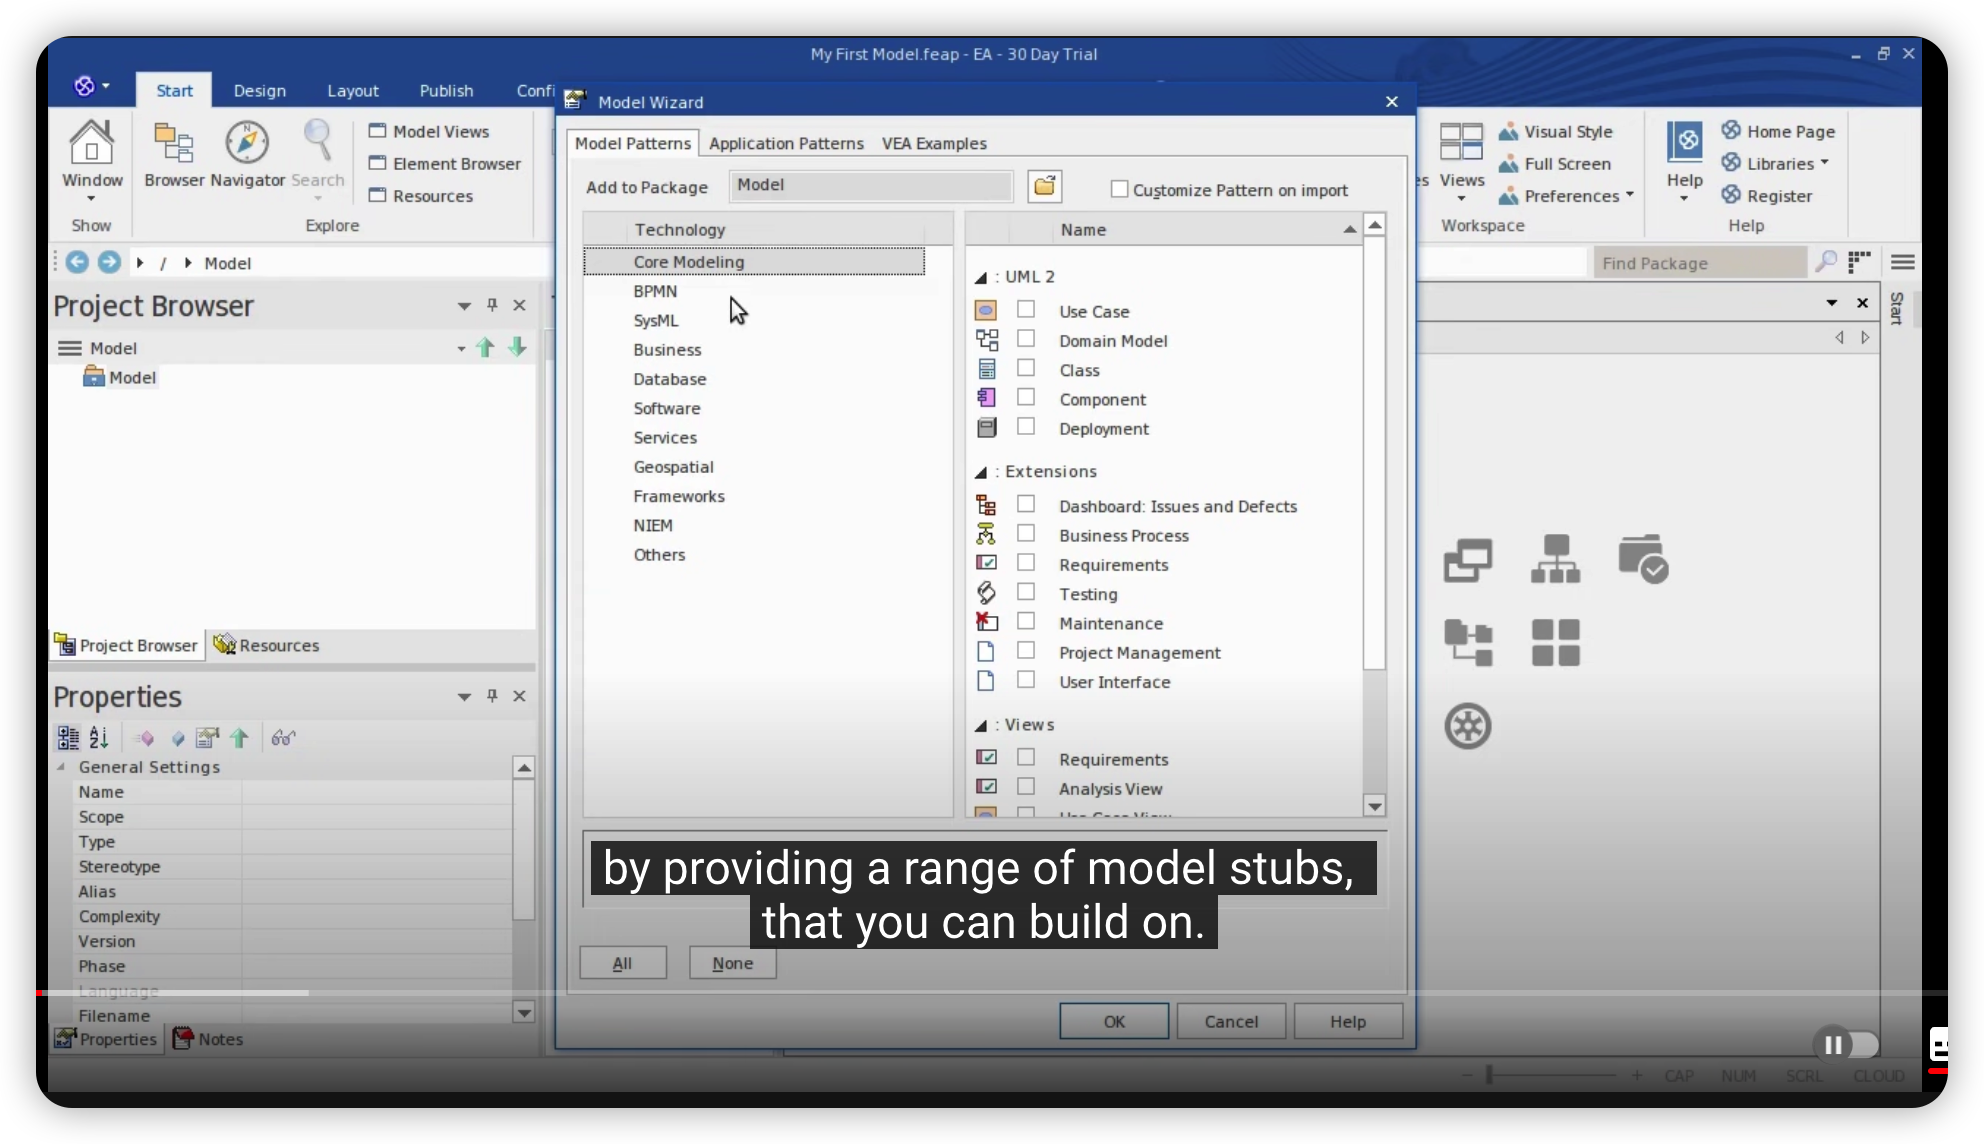 My First Model.feap - EA - 30 Day Trial
Start Design Layout Publish Confi
Window
Show
Browser Navigator Search
Model Views
Element Browser
Resources
Explore
es Views
Visual Style
Full Screen
Preferences
Workspace
Help
Home Page
Libraries
Register
Help
/ Model
Find Package
Project Browser
Model
Model
Project Browser Resources
Properties
General Settings
Name
Scope
Type
Stereotype
Alias
Complexity
Version
Phase
Language
Filename
Properties Notes
Model Wizard
Model Patterns Application Patterns VEA Examples
Add to Package Model Customize Pattern on import
Technology
Core Modeling
BPMN
SysML
Business
Database
Software
Services
Geospatial
Frameworks
NIEM
Others
Name
: UML 2
Use Case
Domain Model
Class
Component
Deployment
: Extensions
Dashboard: Issues and Defects
Business Process
Requirements
Testing
Maintenance
Project Management
User Interface
: Views
Requirements
Analysis View
Use Case View
by providing a range of model stubs,
that you can build on.
All None
OK Cancel Help
Start
CAP NUM SCRL CLOUD